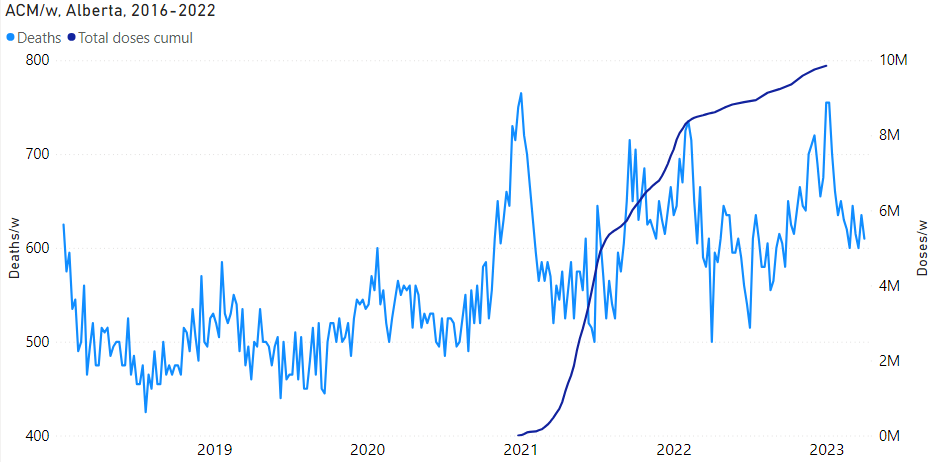 ACM/w, Alberta, 2016-2022
Deaths Total doses cumul
800 10M
8M
700
6M
600
4M
500
2M
400 0M
Deaths/w
Doses/w
2019 2020 2021 2022 2023